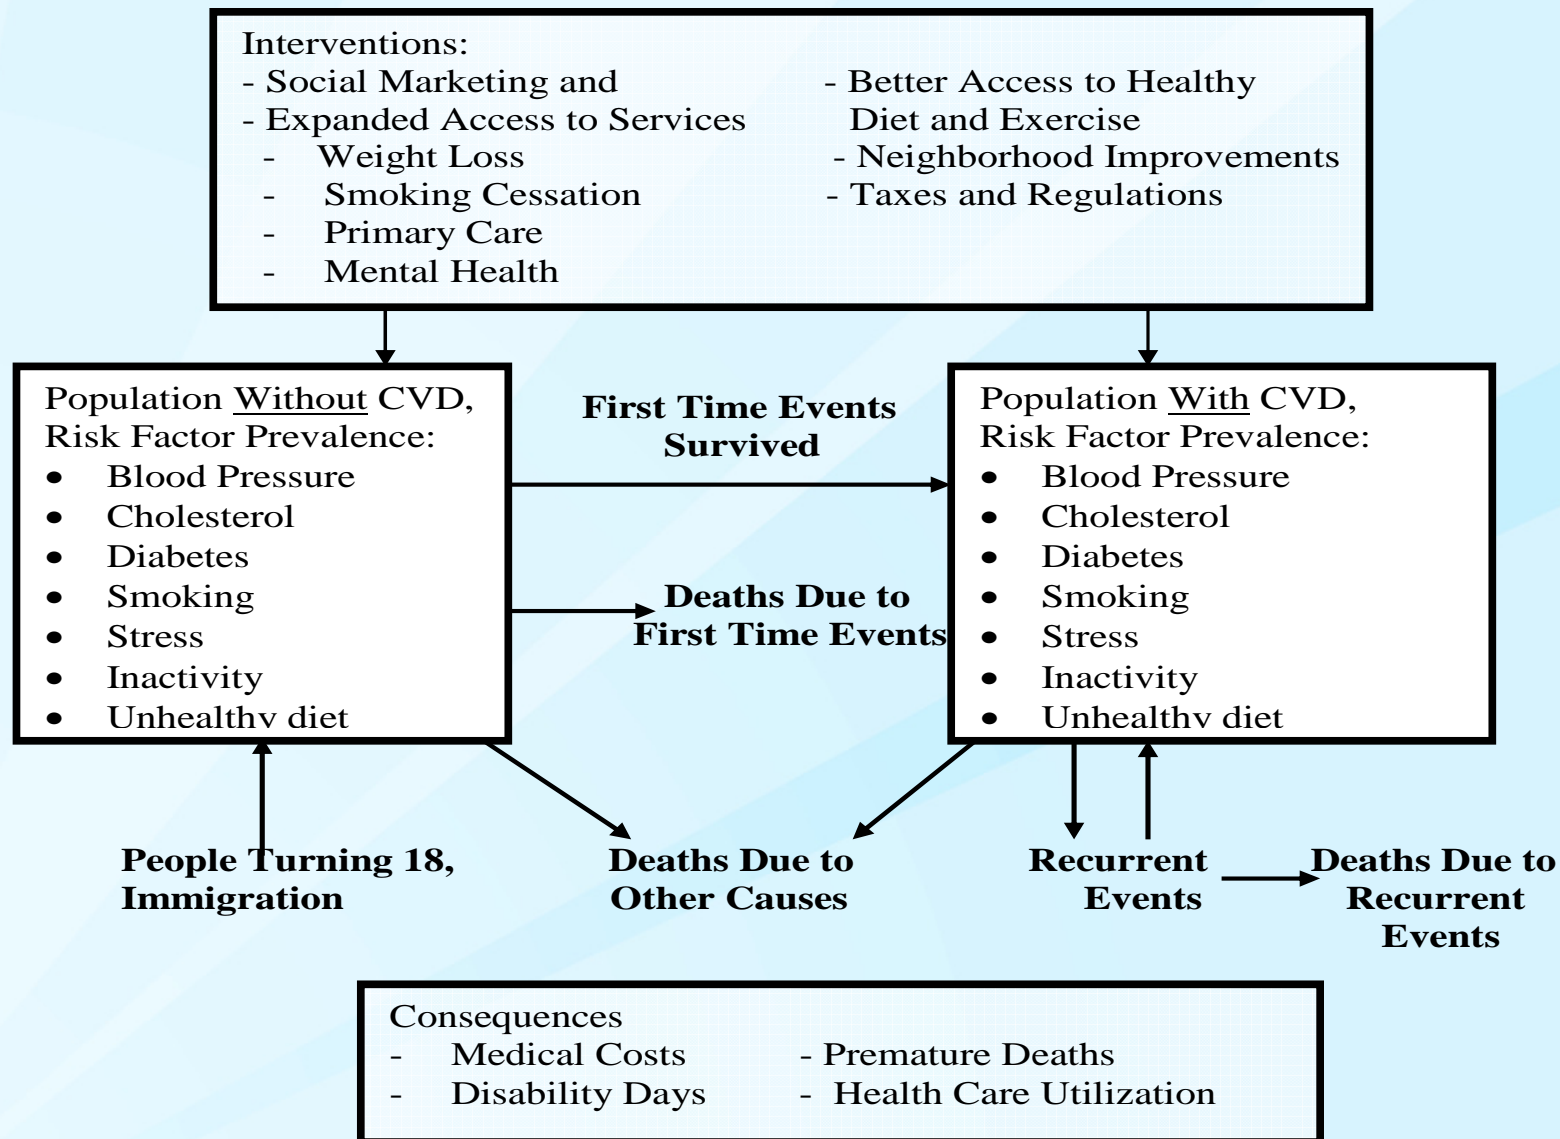 Interventions:
- Social Marketing and
- Expanded Access to Services
- Weight Loss
- Smoking Cessation
- Primary Care
- Mental Health
- Better Access to Healthy
Diet and Exercise
- Neighborhood Improvements
- Taxes and Regulations
Population Without CVD,
Risk Factor Prevalence:
• Blood Pressure
• Cholesterol
• Diabetes
• Smoking
• Stress
• Inactivity
• Unhealthy diet
First Time Events
Survived
Deaths Due to
First Time Events
Population With CVD,
Risk Factor Prevalence:
• Blood Pressure
• Cholesterol
• Diabetes
• Smoking
• Stress
• Inactivity
• Unhealthy diet
People Turning 18,
Immigration
Deaths Due to
Other Causes
Recurrent
Events
Deaths Due to
Recurrent
Events
Consequences
- Medical Costs
- Disability Days
- Premature Deaths
- Health Care Utilization